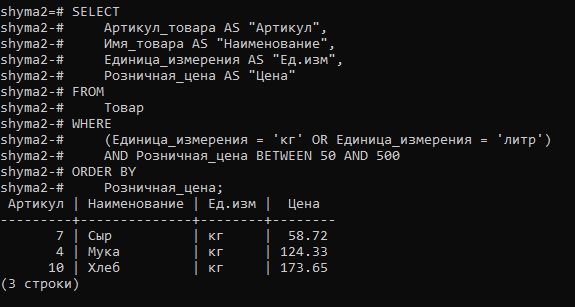 shyma2=# SELECT
shyma2-#     Артикул_товара AS "Артикул",
shyma2-#     Имя_товара AS "Наименование",
shyma2-#     Единица_измерения AS "Ед.изм",
shyma2-#     Розничная_цена AS "Цена"
shyma2-# FROM
shyma2-#     Товар
shyma2-# WHERE
shyma2-#     (Единица_измерения = 'кг' OR Единица_измерения = 'литр')
shyma2-#     AND Розничная_цена BETWEEN 50 AND 500
shyma2-# ORDER BY
shyma2-#     Розничная_цена;
 Артикул | Наименование | Ед.изм |  Цена
---------+--------------+--------+--------
       7 | Сыр          | кг     |  58.72
       4 | Мука         | кг     | 124.33
      10 | Хлеб         | кг     | 173.65
(3 строки)